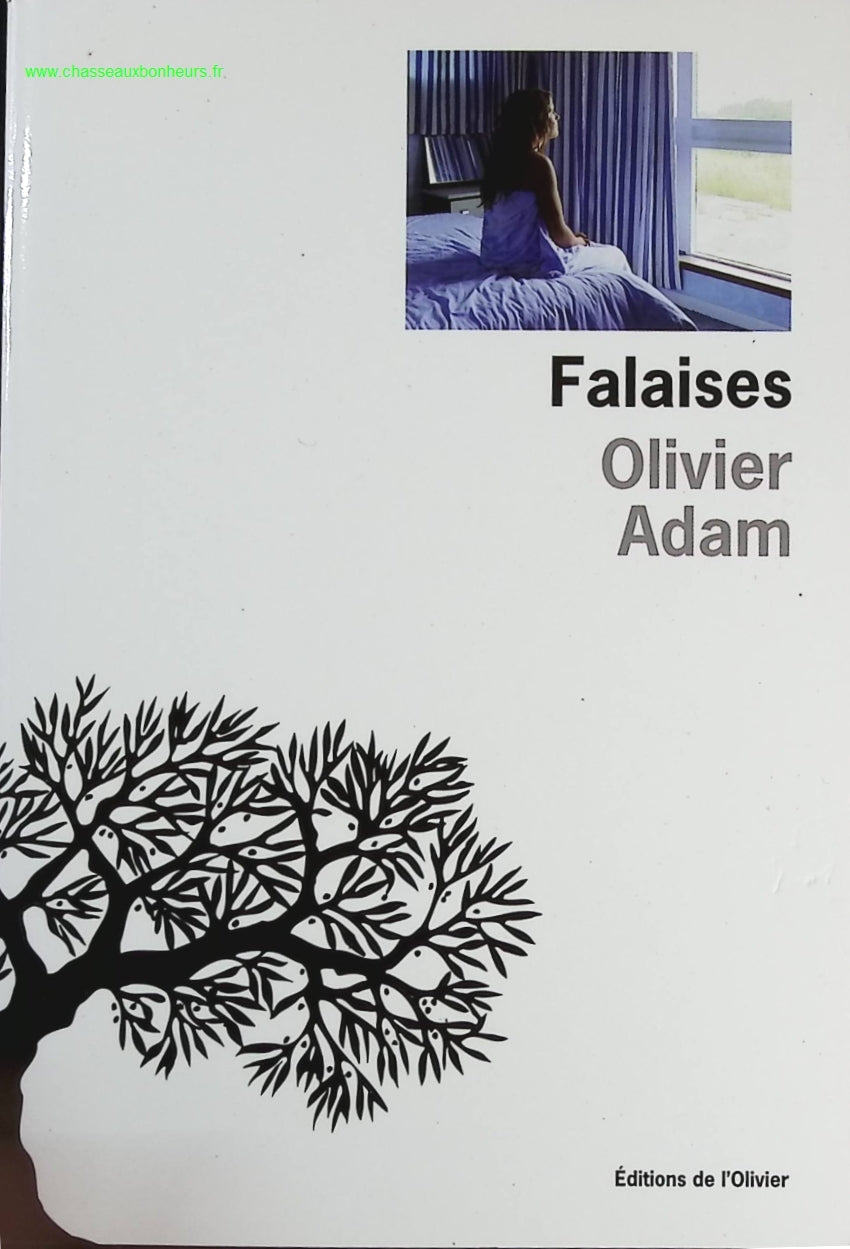 www.chasseauxbonheurs.fr
Falaises
Olivier
Adam
Éditions de l'Olivier